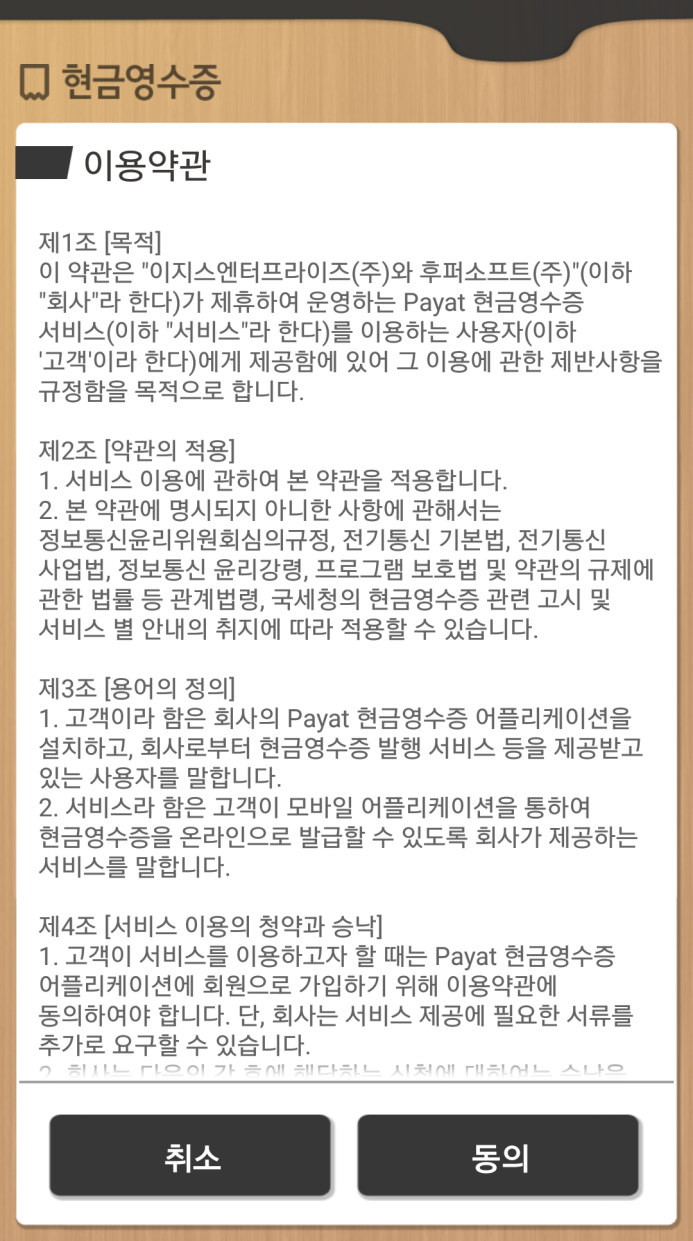 현금영수증
이용약관
제1조 [목적]
이 약관은 "이지스엔터프라이즈(주)와 후퍼소프트(주)"(이하
"회사"라 한다)가 제휴하여 운영하는 Payat 현금영수증
서비스(이하 "서비스"라 한다)를 이용하는 사용자(이하
'고객'이라 한다)에게 제공함에 있어 그 이용에 관한 제반사항을
규정함을 목적으로 합니다.
제2조 [약관의 적용]
1. 서비스 이용에 관하여 본 약관을 적용합니다.
2. 본 약관에 명시되지 아니한 사항에 관해서는
정보통신윤리위원회심의규정, 전기통신 기본법, 전기통신
사업법, 정보통신 윤리강령, 프로그램 보호법 및 약관의 규제에
관한 법률 등 관계법령, 국세청의 현금영수증 관련 고시 및
서비스 별 안내의 취지에 따라 적용할 수 있습니다.
제3조 [용어의 정의]
1. 고객이라 함은 회사의 Payat 현금영수증 어플리케이션을
설치하고, 회사로부터 현금영수증 발행 서비스 등을 제공받고
있는 사용자를 말합니다.
2. 서비스라 함은 고객이 모바일 어플리케이션을 통하여
현금영수증을 온라인으로 발급할 수 있도록 회사가 제공하는
서비스를 말합니다.
제4조 [서비스 이용의 청약과 승낙]
1. 고객이 서비스를 이용하고자 할 때는 Payat 현금영수증
어플리케이션에 회원으로 가입하기 위해 이용약관에
동의하여야 합니다. 단, 회사는 서비스 제공에 필요한 서류를
추가로 요구할 수 있습니다.
2. 회사는 다음의 각 호에 해당하는 신청에 대하여는 승낙을
취소
동의